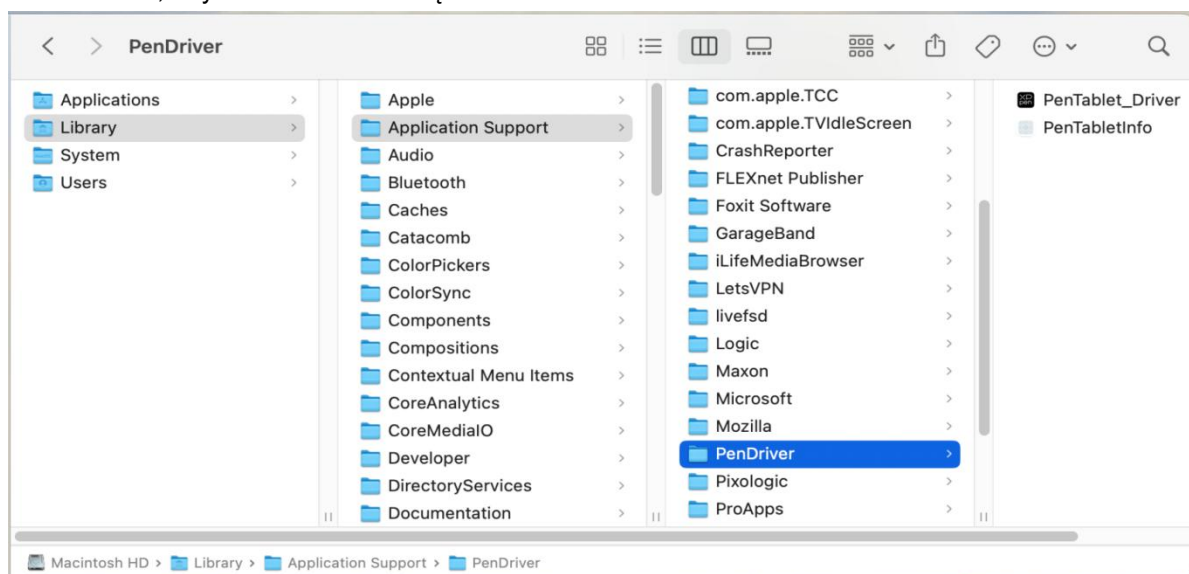 PenDriver
Applications
Library
System
Users
Apple
Application Support
Audio
Bluetooth
Caches
Catacomb
ColorPickers
ColorSync
Components
Compositions
Contextual Menu Items
CoreAnalytics
CoreMediaIO
Developer
DirectoryServices
Documentation
com.apple.TCC
com.apple.TVIdleScreen
CrashReporter
FLEXnet Publisher
Foxit Software
GarageBand
iLifeMediaBrowser
LetsVPN
livefsd
Logic
Maxon
Microsoft
Mozilla
PenDriver
Pixologic
ProApps
PenTablet_Driver
PenTabletInfo
Macintosh HD › Library › Application Support › PenDriver